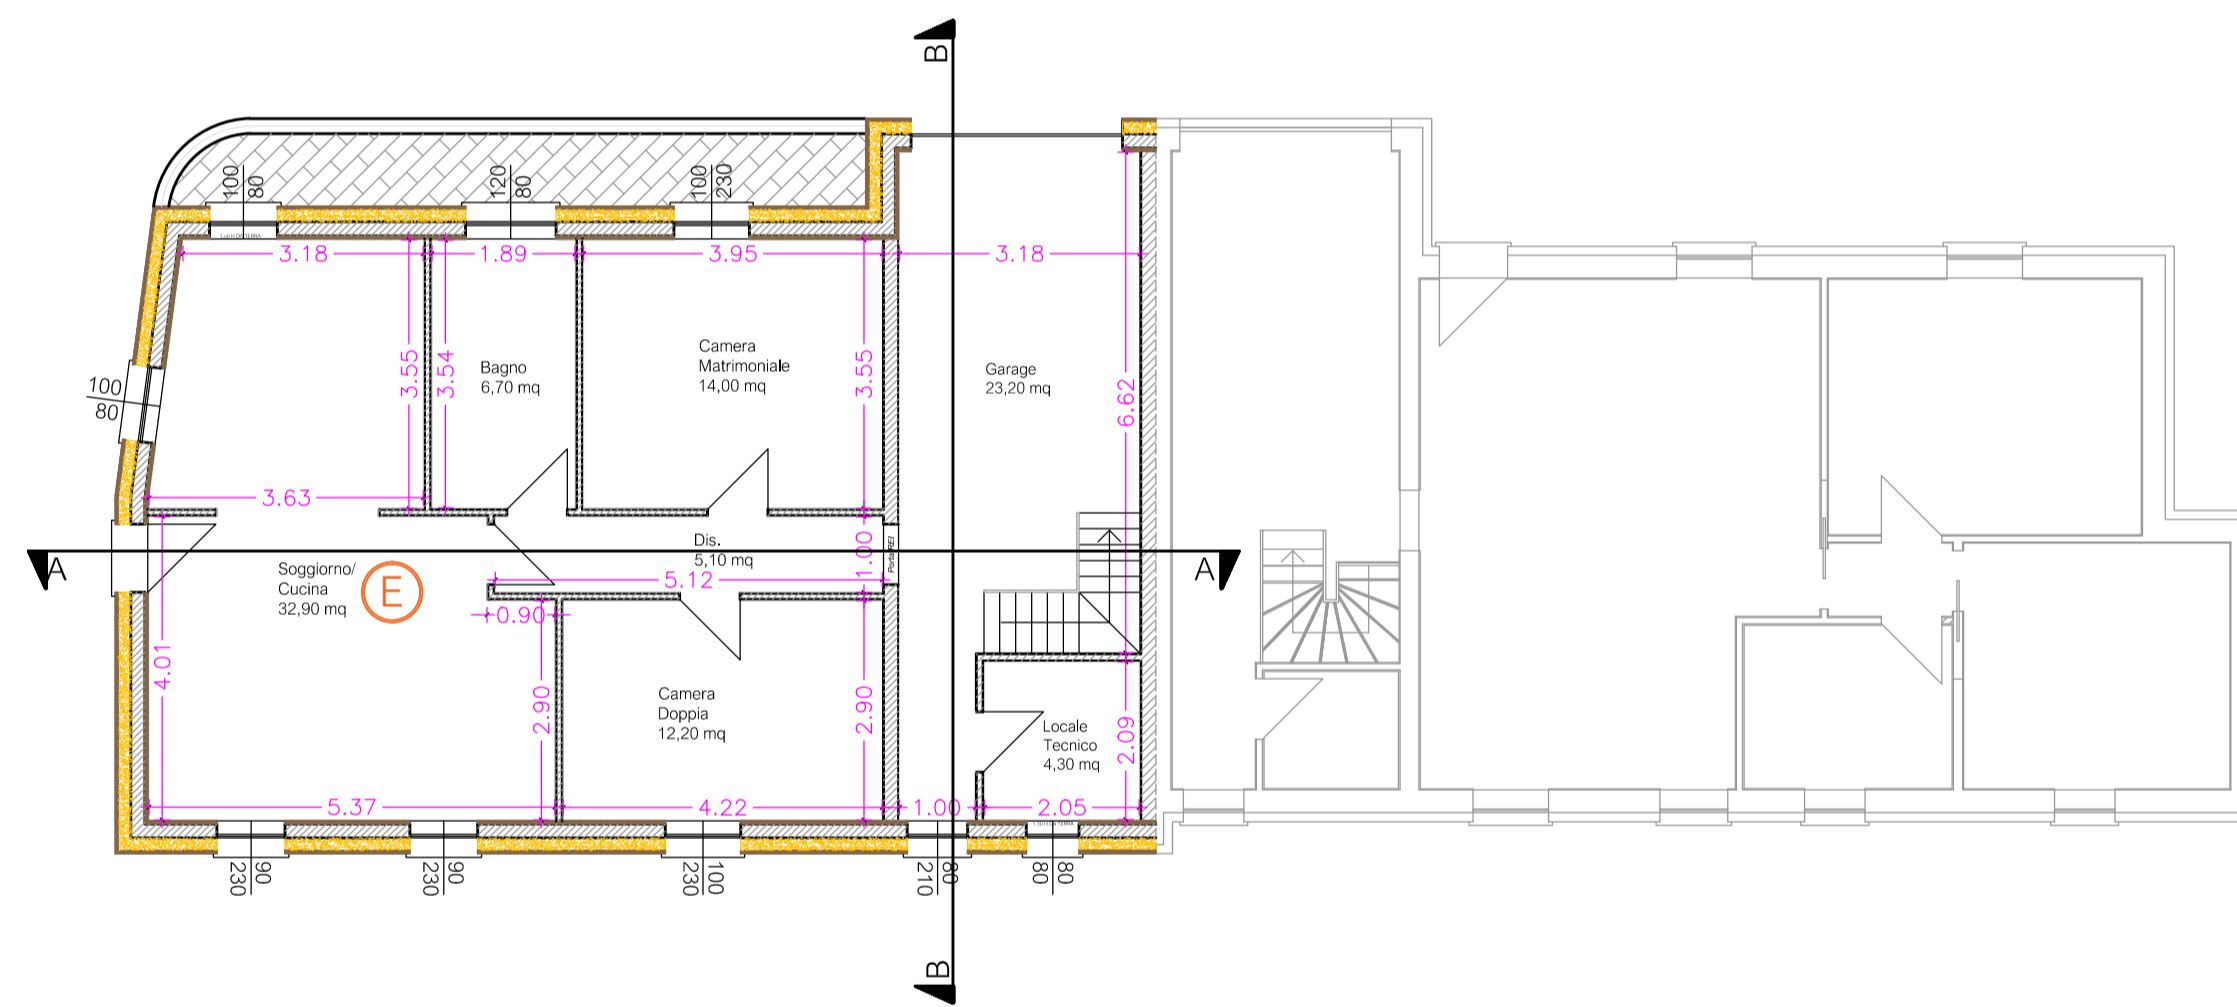 B
100
80
120
80
100
230
3.18
1.89
3.95
3.18
3.55
3.54
3.55
6.62
Camera
Matrimoniale
14,00 mq
Bagno
6,70 mq
Garage
23,20 mq
100
80
3.63
A
Soggiorno/
Cucina
32,90 mq
E
Dis.
5,10 mq
1.00
Porta REI
5.12
A
0.90
4.01
2.90
Camera
Doppia
12,20 mq
2.90
Locale
Tecnico
4,30 mq
2.09
5.37
4.22
1.00
2.05
90
230
90
230
100
230
80
210
80
80
B